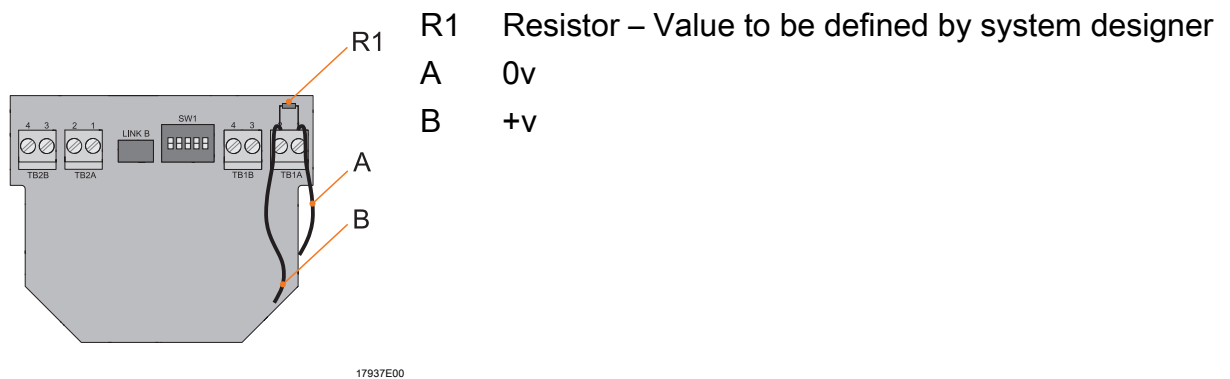 R1 Resistor – Value to be defined by system designer
A 0v
B +v
R1
SW1
4 3 2 1 LINK B 4 3
TB2B TB2A TB1B TB1A
A
B
17937E00